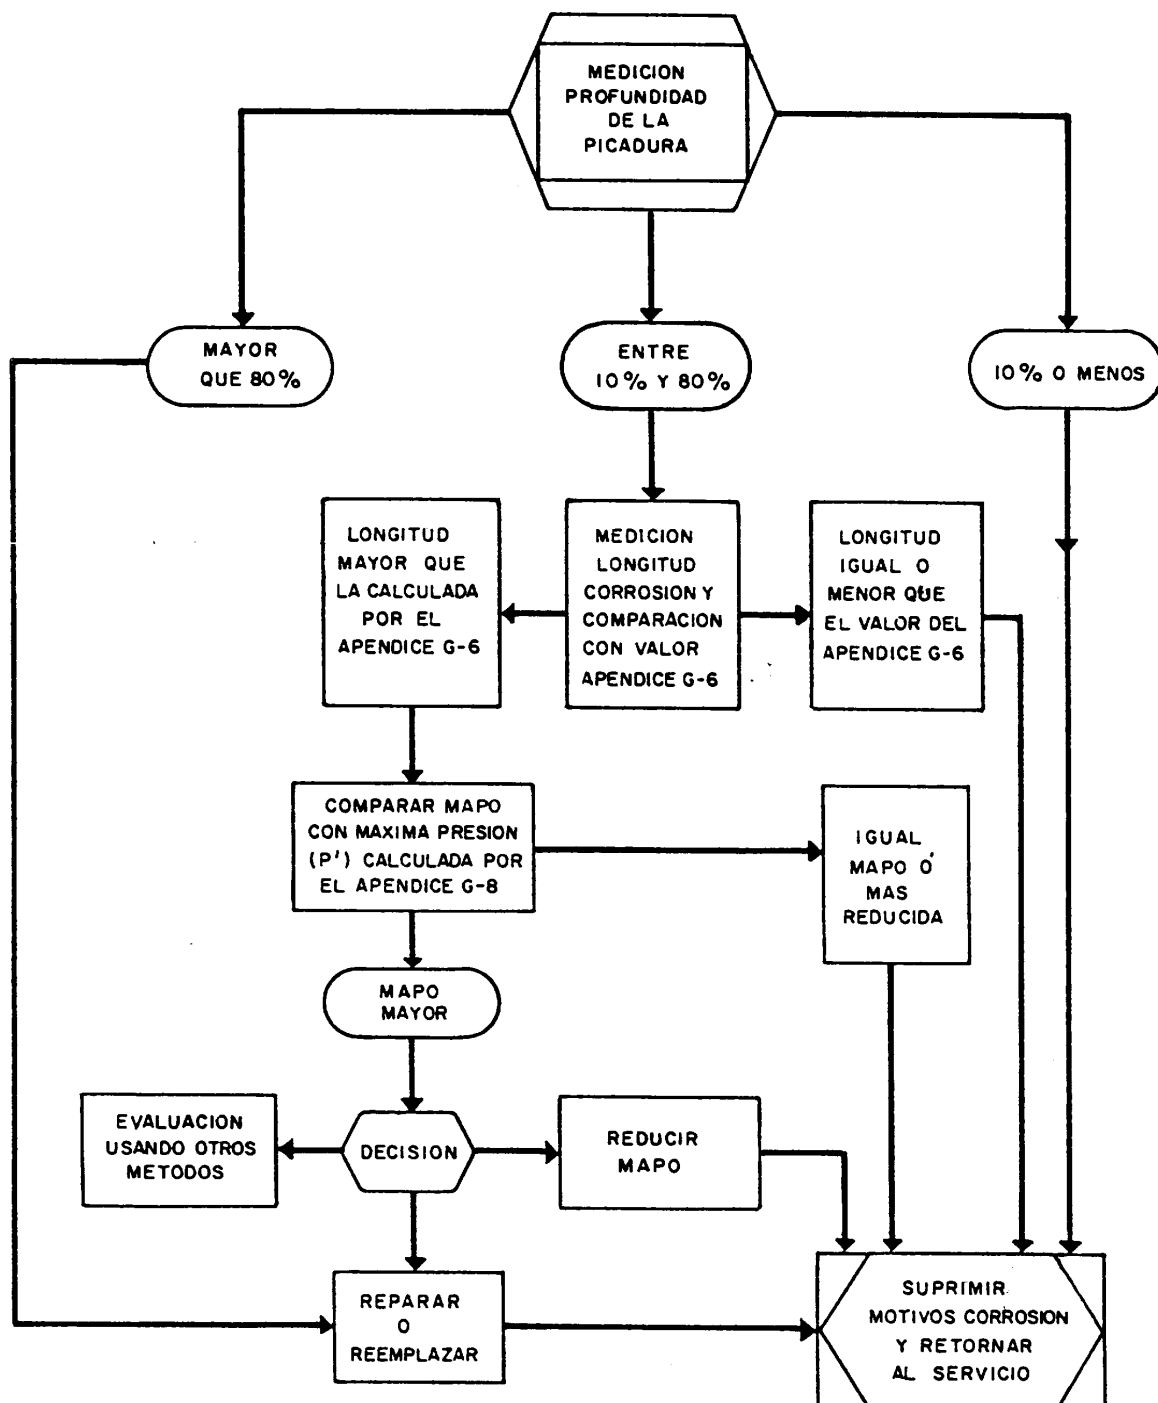 MEDICION
PROFUNDIDAD
DE LA
PICADURA
MAYOR
QUE 80%
ENTRE
10% Y 80%
10% O MENOS
LONGITUD
MAYOR QUE
LA CALCULADA
POR EL
APENDICE G-6
MEDICION
LONGITUD
CORROSION Y
COMPARACION
CON VALOR
APENDICE G-6
LONGITUD
IGUAL O
MENOR QUE
EL VALOR DEL
APENDICE G-6
COMPARAR MAPO
CON MAXIMA PRESION
(P') CALCULADA POR
EL APENDICE G-8
IGUAL
MAPO Ó
MAS
REDUCIDA
MAPO
MAYOR
EVALUACION
USANDO OTROS
METODOS
DECISION
REDUCIR
MAPO
REPARAR
O
REEMPLAZAR
SUPRIMIR
MOTIVOS CORROSION
Y RETORNAR
AL SERVICIO